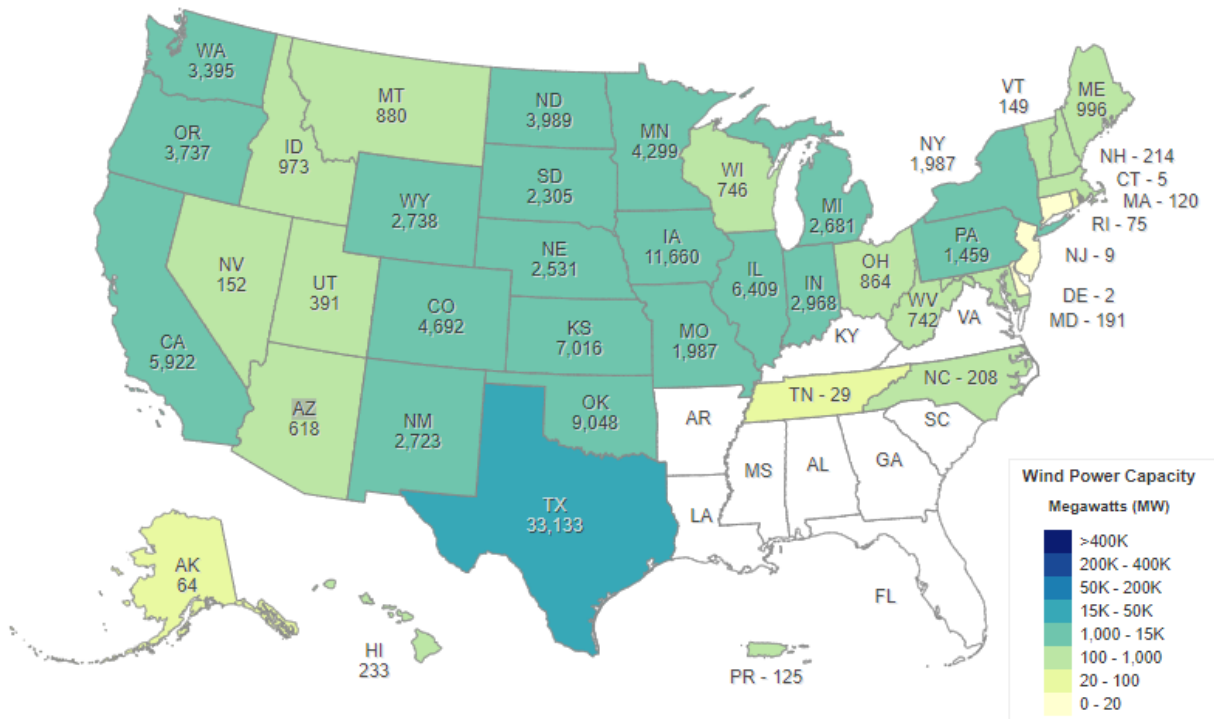 WA
3,395
OR
3,737
CA
5,922
ID
973
NV
152
MT
880
WY
2,738
UT
391
AZ
618
CO
4,692
NM
2,723
ND
3,989
SD
2,305
NE
2,531
KS
7,016
OK
9,048
TX
33,133
MN
4,299
IA
11,660
MO
1,987
AR
LA
WI
746
IL
6,409
MI
2,681
IN
2,968
OH
864
KY
TN - 29
MS
AL
GA
FL
SC
NC - 208
VA
WV
742
PA
1,459
NY
1,987
VT
149
ME
996
NH - 214
CT - 5
MA - 120
RI - 75
NJ - 9
DE - 2
MD - 191
AK
64
HI
233
PR - 125
Wind Power Capacity
Megawatts (MW)
>400K
200K - 400K
50K - 200K
15K - 50K
1,000 - 15K
100 - 1,000
20 - 100
0 - 20